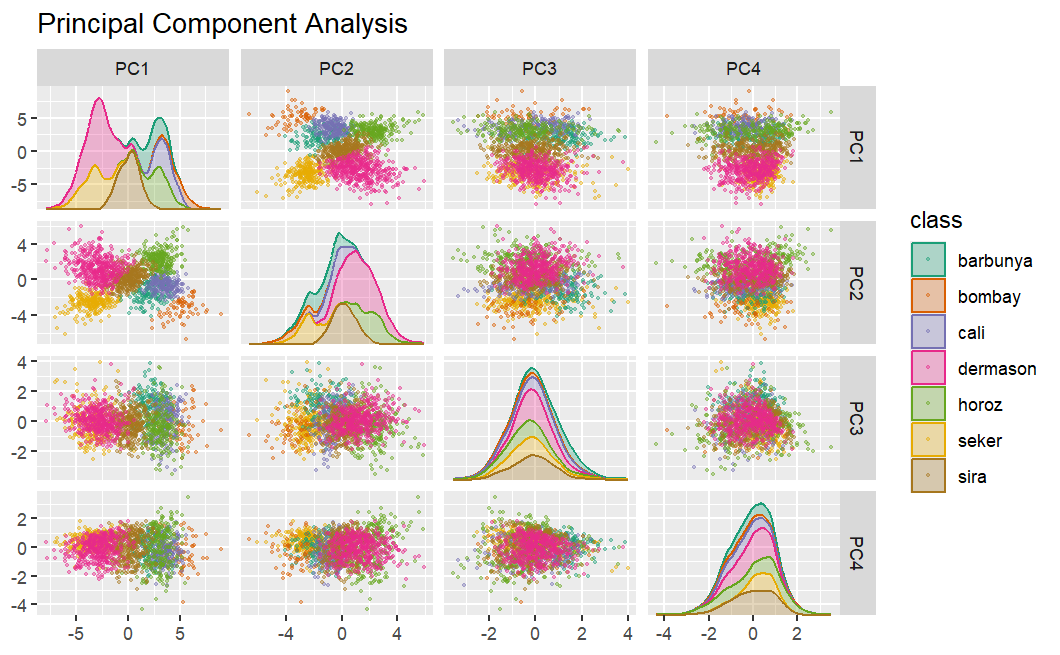 Principal Component Analysis
PC1 PC2 PC3 PC4
5
0
-5
PC1
4
0
-4
PC2
4
2
0
-2
PC3
2
0
-2
-4
PC4
-5 0 5 -4 0 4 -2 0 2 4 -4 -2 0 2
class
barbunya
bombay
cali
dermason
horoz
seker
sira